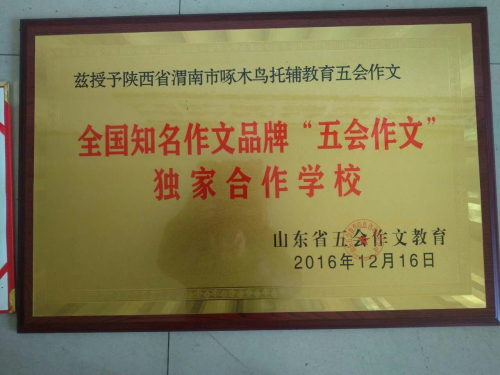 兹授予陕西省渭南市啄木鸟托辅教育五会作文
全国知名作文品牌“五会作文”
独家合作学校
山东省五会作文教育
2016年12月16日